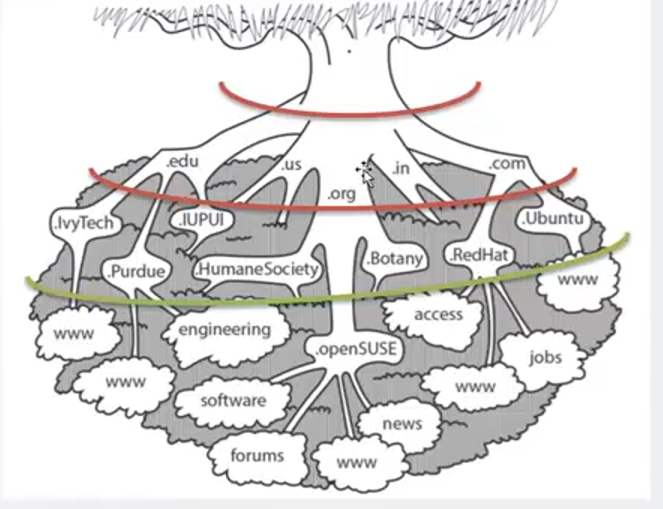 .edu
.us
.in
.com
.org
.IvyTech
.IUPUI
.Ubuntu
.Purdue
.HumaneSociety
.Botany
.RedHat
www
access
www
engineering
.openSUSE
jobs
www
software
www
news
forums
www